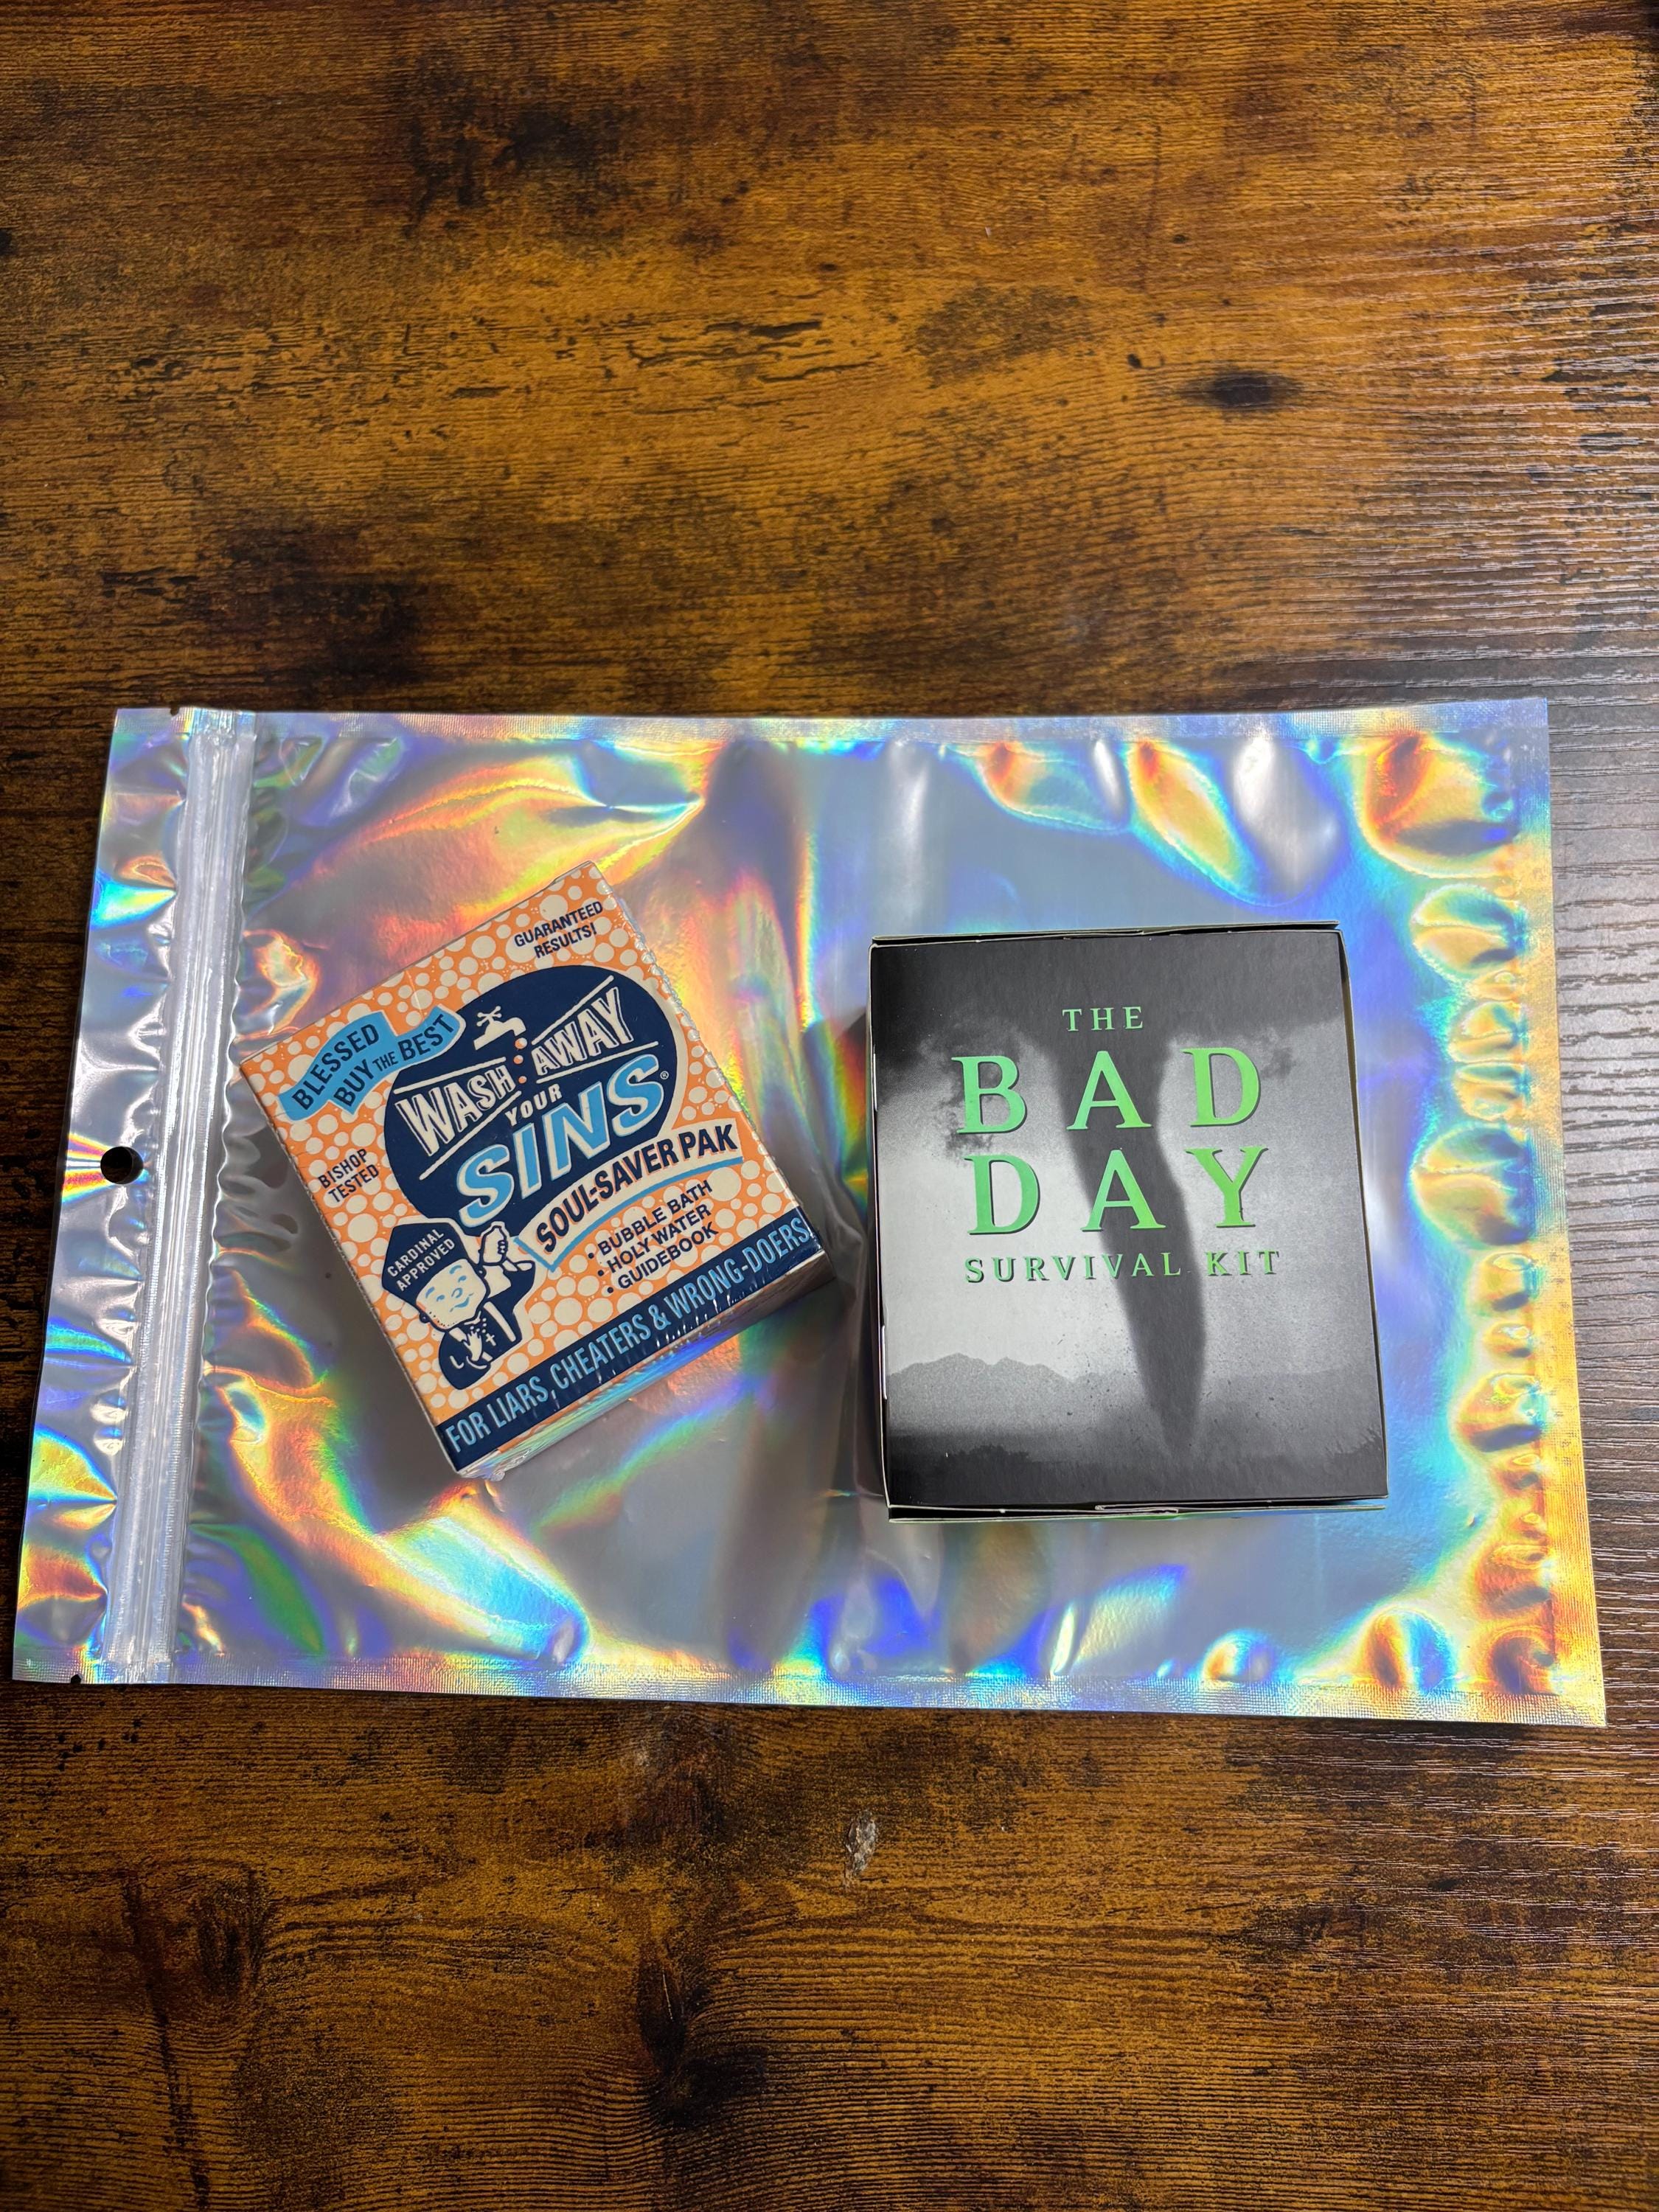 GUARANTEED
RESULTS!
BLESSED
BUY THE BEST
WASH AWAY
YOUR
SINS®
SOUL-SAVER PAK
BISHOP
TESTED
• BUBBLE BATH
• HOLY WATER
• GUIDEBOOK
CARDINAL
APPROVED
FOR LIARS, CHEATERS & WRONG-DOERS!
THE
BAD
DAY
SURVIVAL KIT